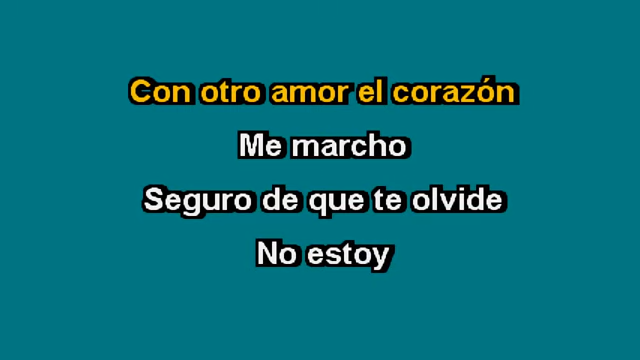 Con otro amor el corazón
Me marcho
Seguro de que te olvide
No estoy